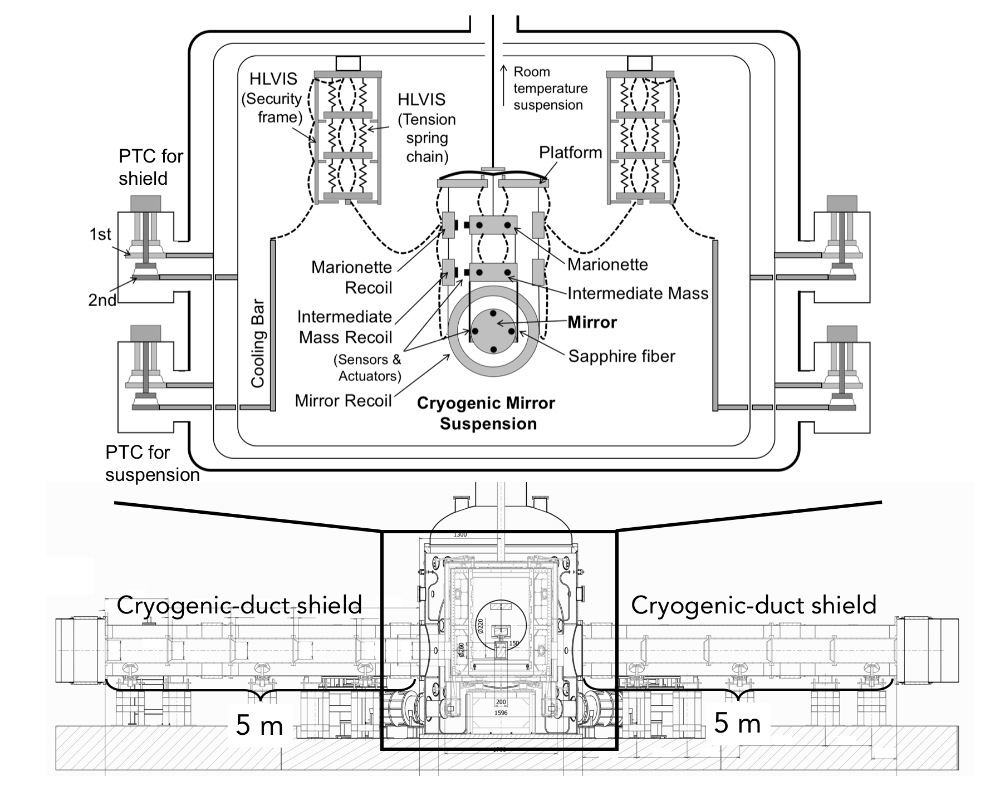 HLVIS
(Security
frame)
HLVIS
(Tension
spring
chain)
Room
temperature
suspension
Platform
PTC for
shield
1st
2nd
Cooling Bar
Marionette
Recoil
Intermediate
Mass Recoil
(Sensors &
Actuators)
Mirror Recoil
Marionette
Intermediate Mass
Mirror
Sapphire fiber
Cryogenic Mirror
Suspension
PTC for
suspension
1300
Cryogenic-duct shield
Cryogenic-duct shield
Ø220
Ø260
150
200
1596
5 m
5 m